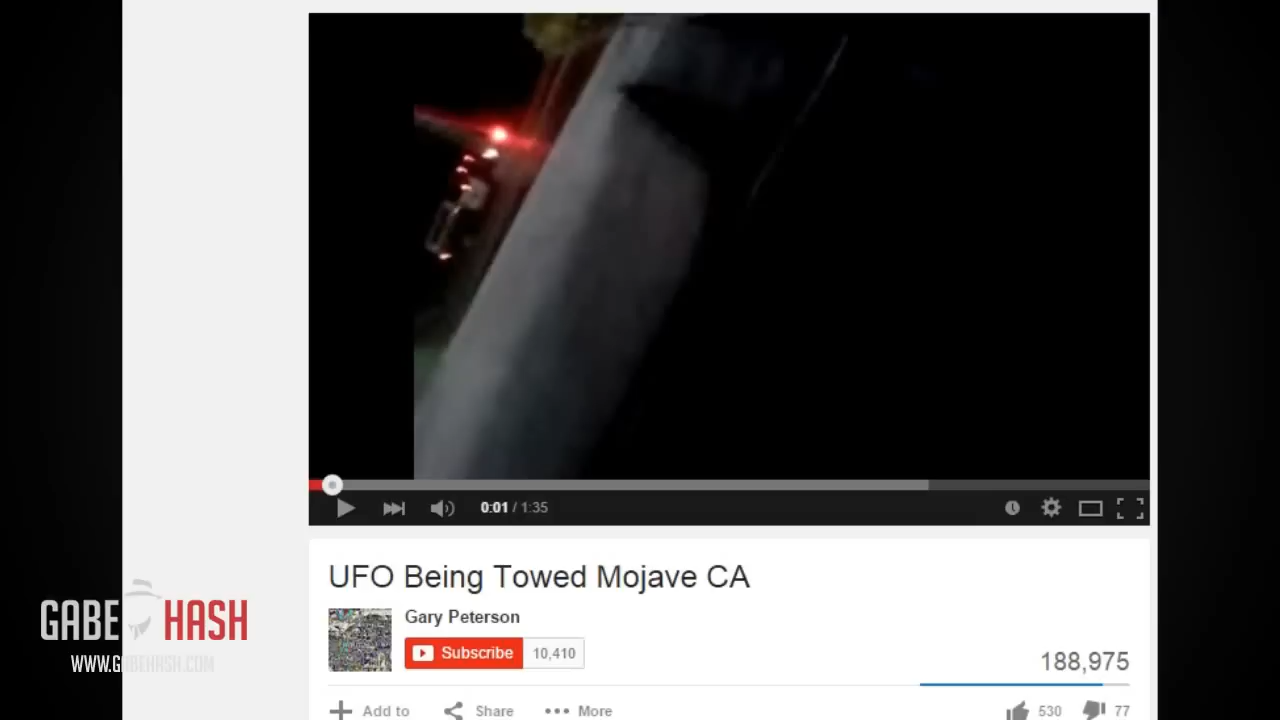 0:01 / 1:35
UFO Being Towed Mojave CA
Gary Peterson
Subscribe 10,410
188,975
Add to Share More 530 77
GABE HASH
WWW.GABEHASH.COM